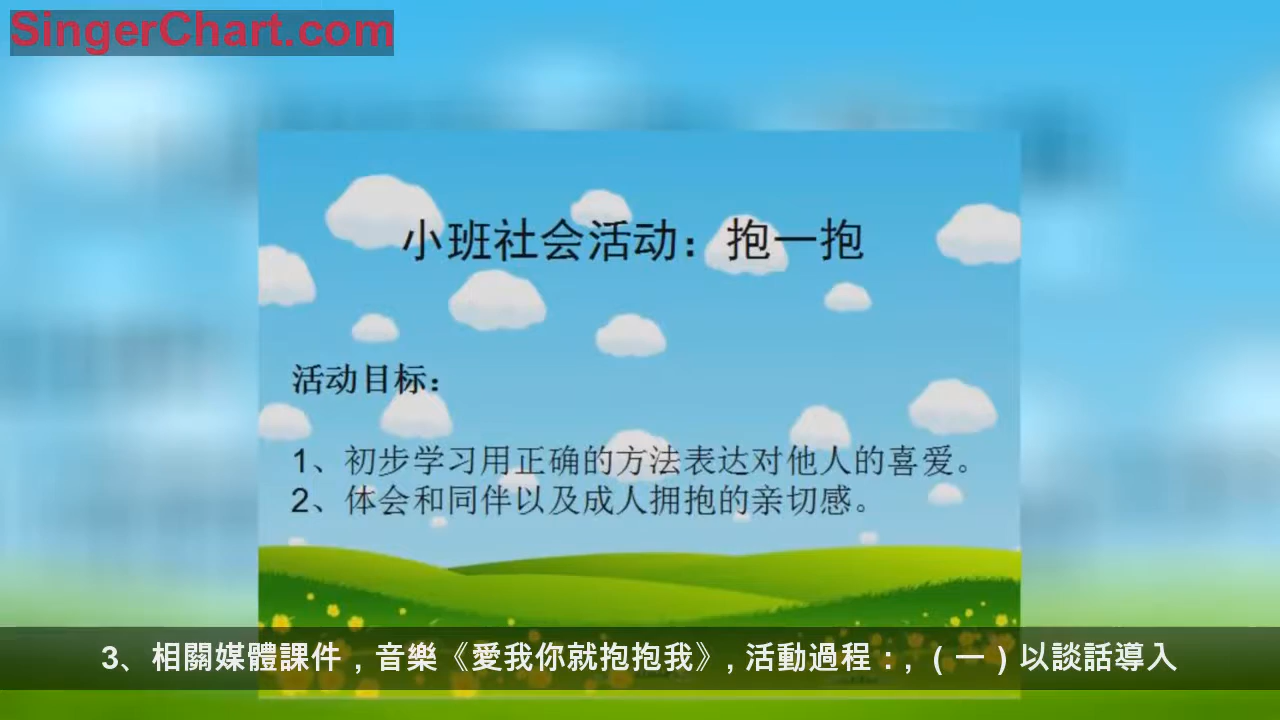 SingerChart.com
小班社会活动：抱一抱
活动目标：
1、初步学习用正确的方法表达对他人的喜爱。
2、体会和同伴以及成人拥抱的亲切感。
3、相關媒體課件，音樂《愛我你就抱抱我》, 活動過程：, （一）以談話導入